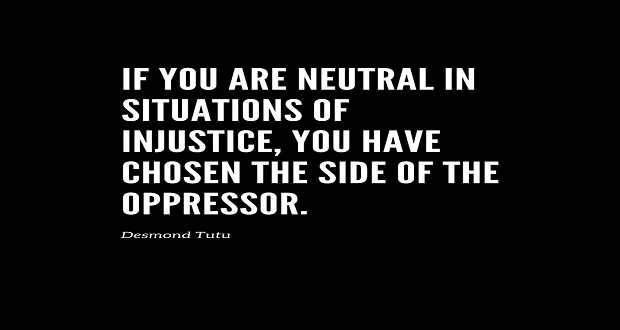 IF YOU ARE NEUTRAL IN
SITUATIONS OF
INJUSTICE, YOU HAVE
CHOSEN THE SIDE OF THE
OPPRESSOR.
Desmond Tutu